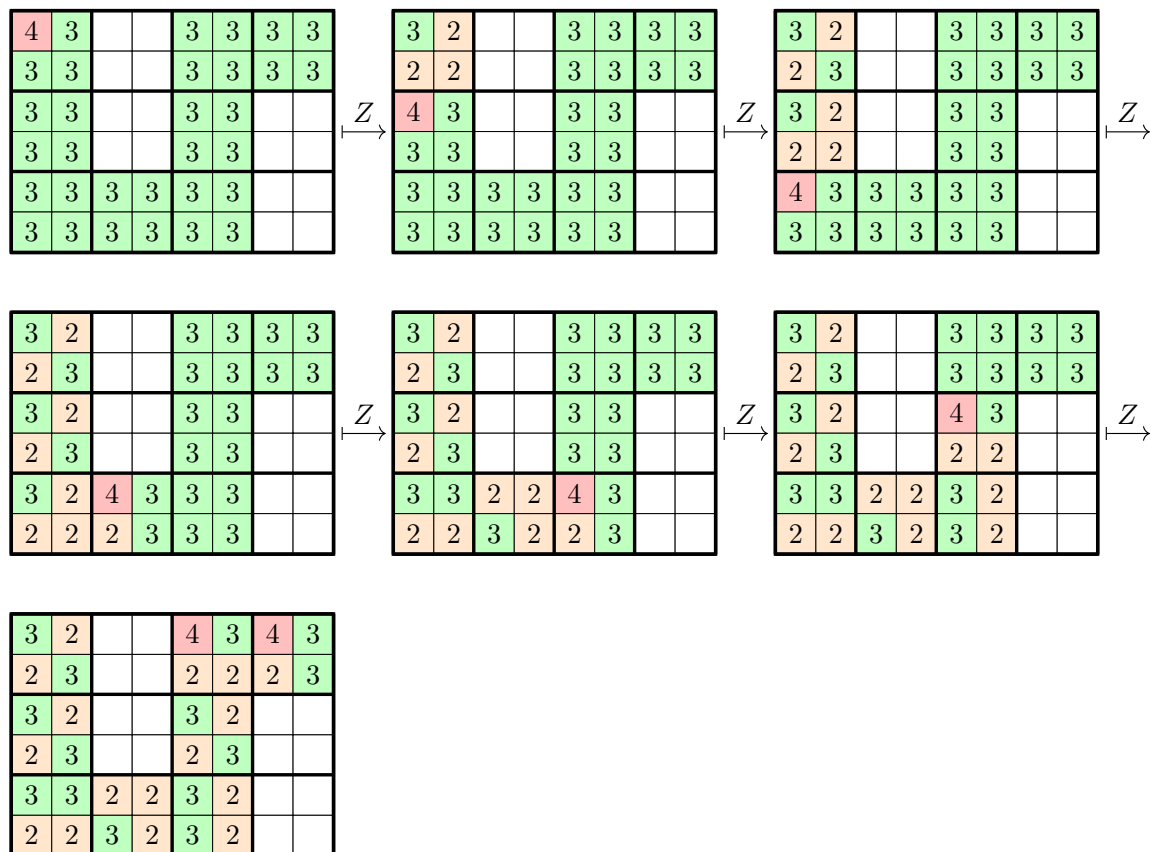 4 3 3 3 3 3 3 2 3 3 3 3 3 2 3 3 3 3
3 3 3 3 3 3 2 2 3 3 3 3 2 3 3 3 3 3
3 3 3 3 Z 4 3 3 3 Z 3 2 3 3 Z
3 3 3 3 3 3 3 3 2 2 3 3
3 3 3 3 3 3 3 3 3 3 3 3 4 3 3 3 3 3
3 3 3 3 3 3 3 3 3 3 3 3 3 3 3 3 3 3
3 2 3 3 3 3 3 2 3 3 3 3 3 2 3 3 3 3
2 3 3 3 3 3 2 3 3 3 3 3 2 3 3 3 3 3
3 2 3 3 Z 3 2 3 3 Z 3 2 4 3 Z
2 3 3 3 2 3 3 3 2 3 2 2
3 2 4 3 3 3 3 3 2 2 4 3 3 3 2 2 3 2
2 2 2 3 3 3 2 2 3 2 2 3 2 2 3 2 3 2
3 2 4 3 4 3
2 3 2 2 2 3
3 2 3 2
2 3 2 3
3 3 2 2 3 2
2 2 3 2 3 2